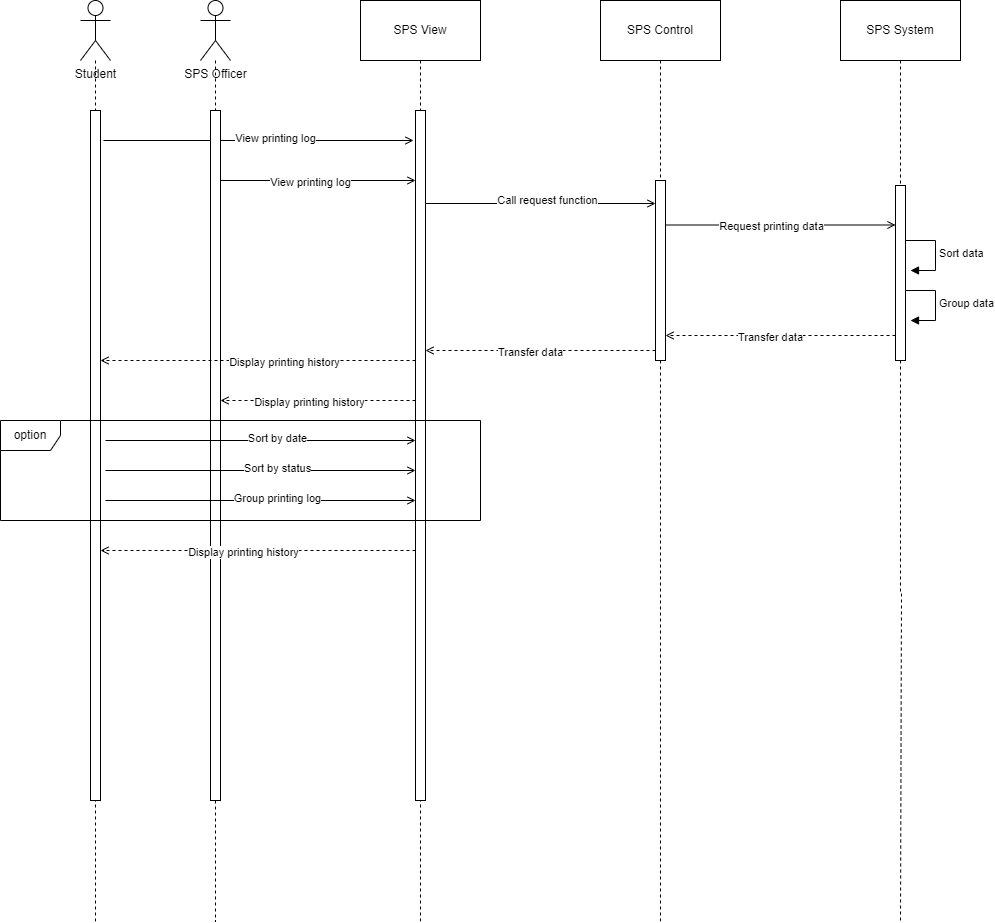 Student
SPS Officer
SPS View
SPS Control
SPS System
View printing log
View printing log
Call request function
Request printing data
Sort data
Group data
Transfer data
Transfer data
Display printing history
Display printing history
option
Sort by date
Sort by status
Group printing log
Display printing history